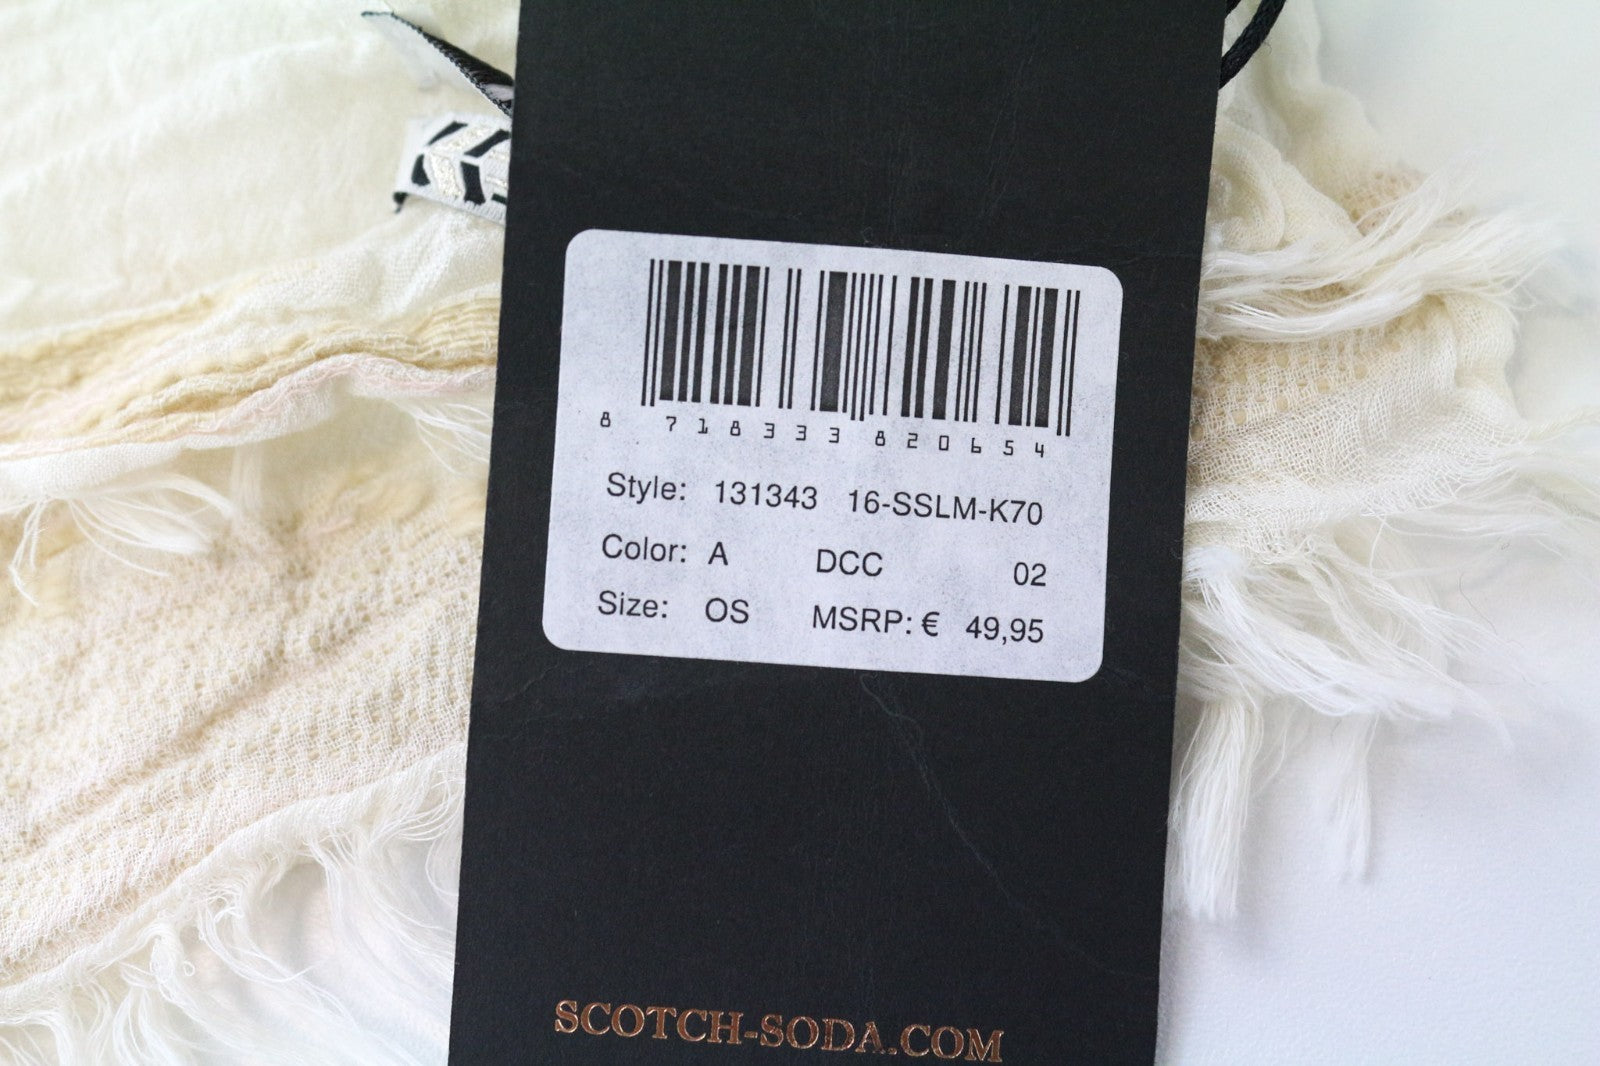 8 718333 820654
Style: 131343 16-SSLM-K70
Color: A DCC 02
Size: OS MSRP: € 49,95
SCOTCH-SODA.COM